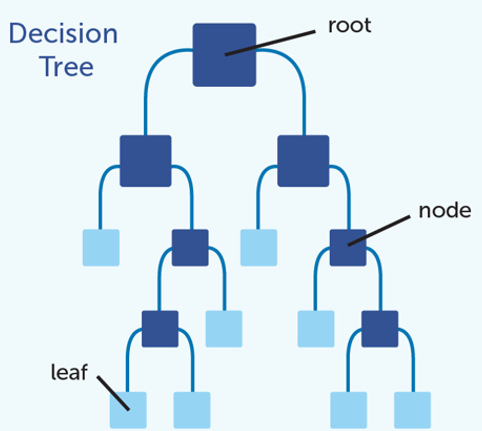 Decision
Tree
root
node
leaf